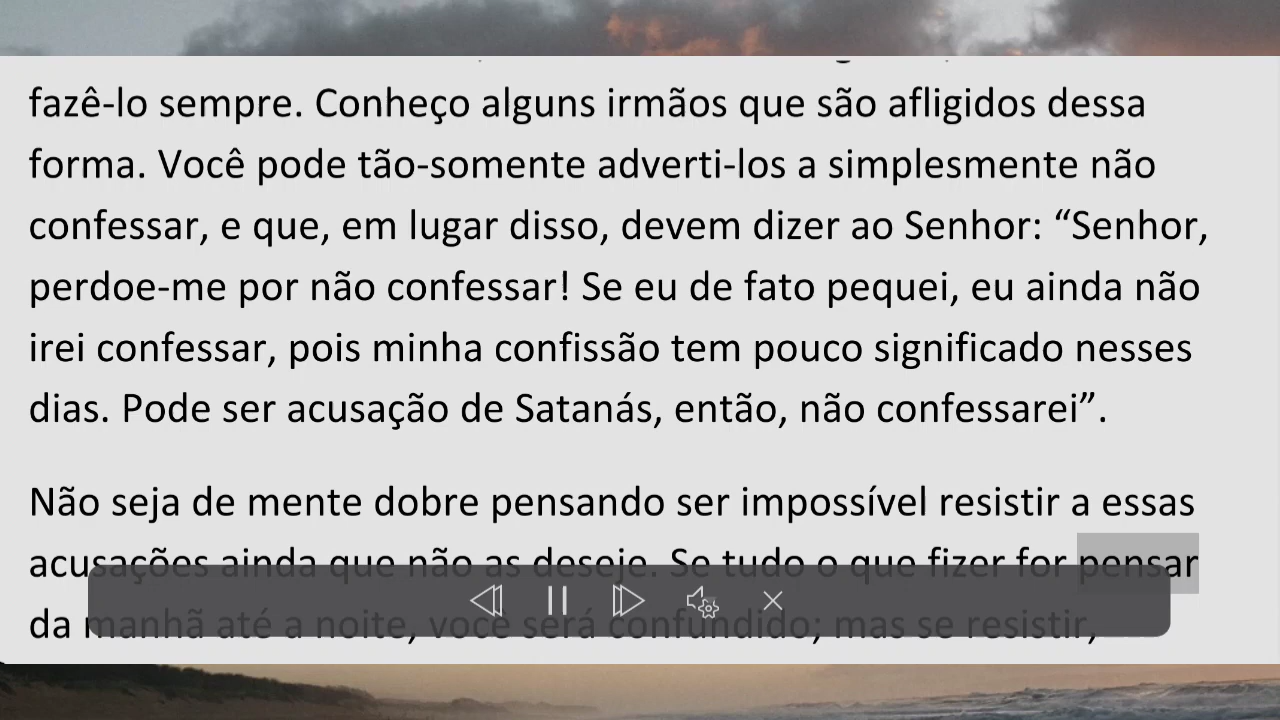 fazê-lo sempre. Conheço alguns irmãos que são afligidos dessa
forma. Você pode tão-somente adverti-los a simplesmente não
confessar, e que, em lugar disso, devem dizer ao Senhor: “Senhor,
perdoe-me por não confessar! Se eu de fato pequei, eu ainda não
irei confessar, pois minha confissão tem pouco significado nesses
dias. Pode ser acusação de Satanás, então, não confessarei”.
Não seja de mente dobre pensando ser impossível resistir a essas
acusações ainda que não as deseje. Se tudo o que fizer for pensar
da manhã até a noite, você será confundido; mas se resistir,